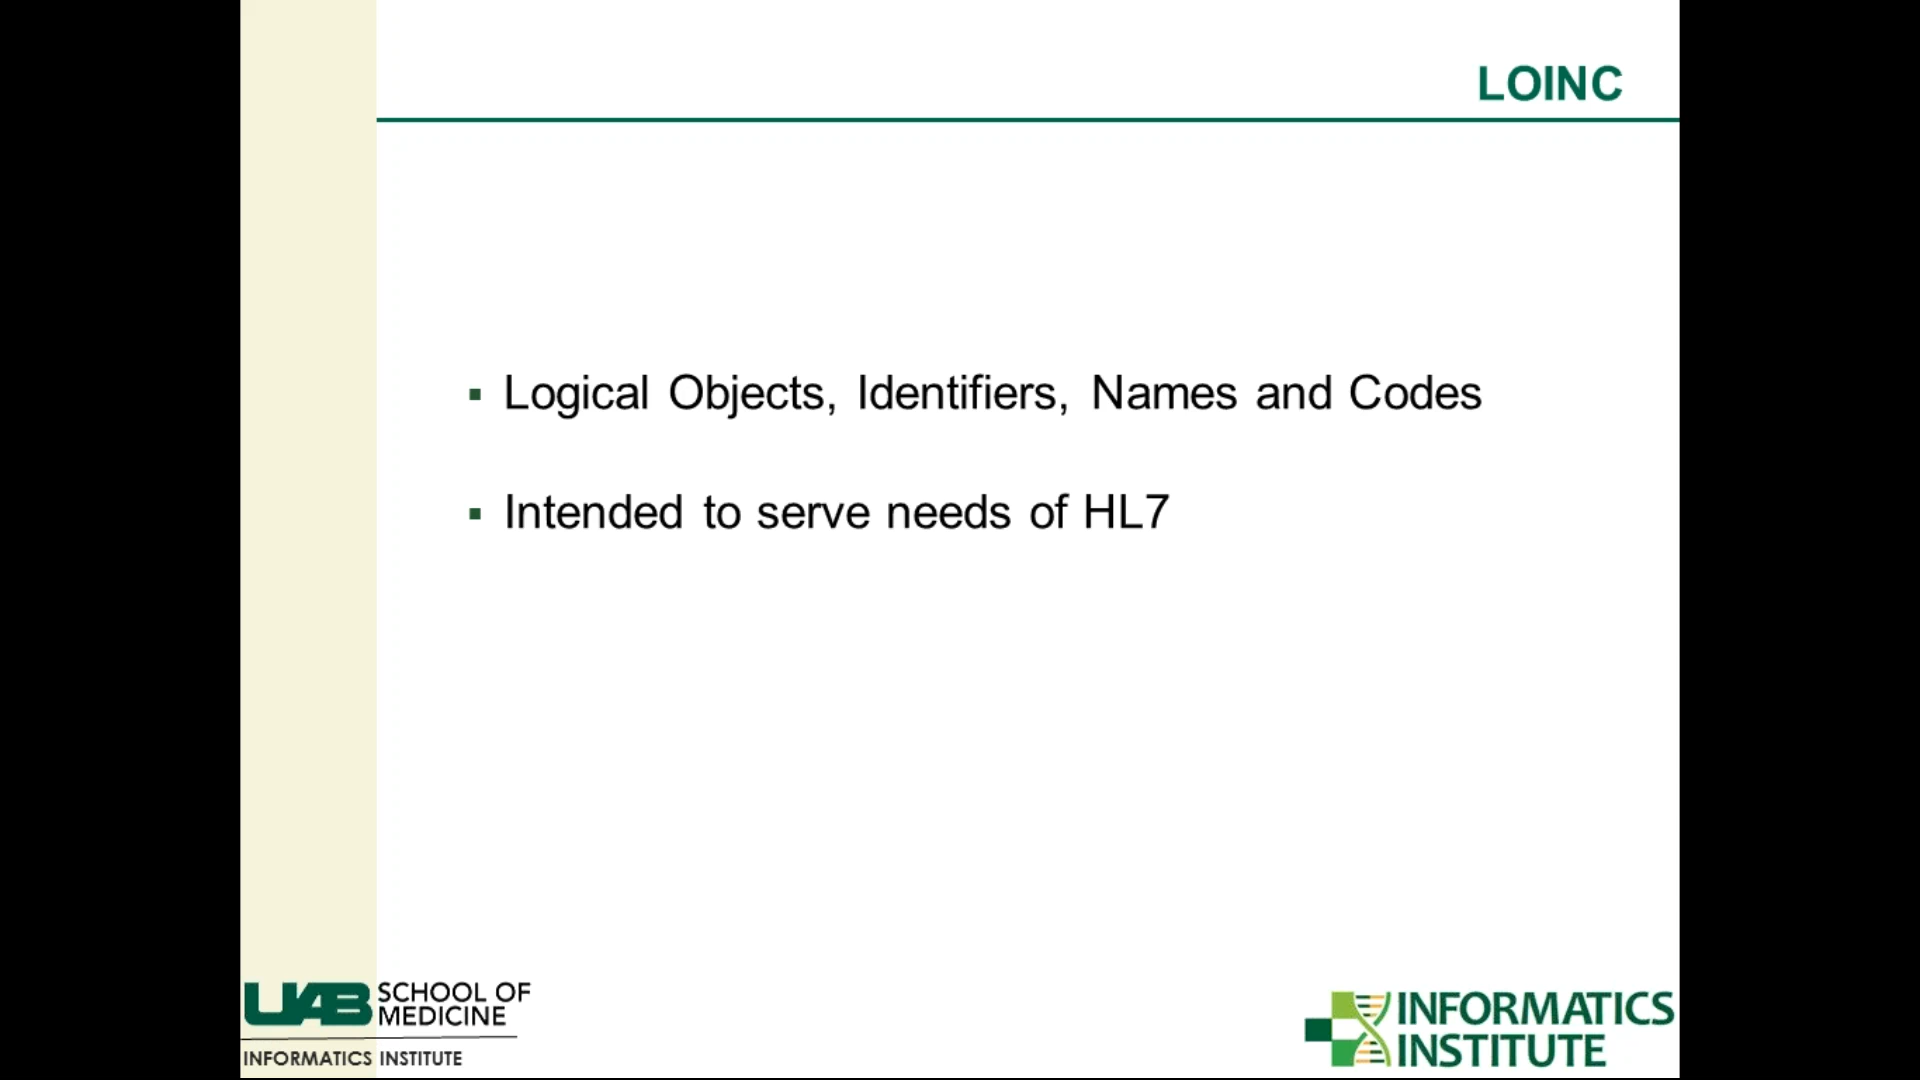 LOINC
Logical Objects, Identifiers, Names and Codes
Intended to serve needs of HL7
UAB SCHOOL OF
MEDICINE
INFORMATICS INSTITUTE
INFORMATICS
INSTITUTE